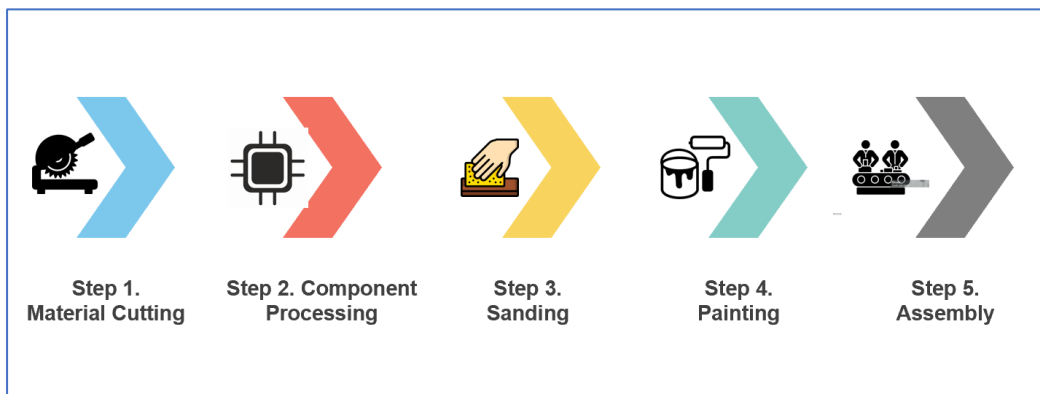 Step 1.
Material Cutting
Step 2. Component
Processing
Step 3.
Sanding
Step 4.
Painting
Step 5.
Assembly